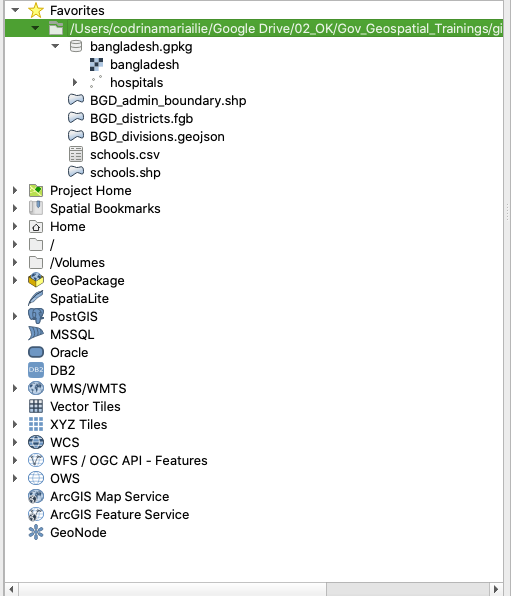 Favorites
/Users/codrinamariailie/Google Drive/02_OK/Gov_Geospatial_Trainings/gi
bangladesh.gpkg
bangladesh
hospitals
BGD_admin_boundary.shp
BGD_districts.fgb
BGD_divisions.geojson
schools.csv
schools.shp
Project Home
Spatial Bookmarks
Home
/
/Volumes
GeoPackage
SpatiaLite
PostGIS
MSSQL
Oracle
DB2 DB2
WMS/WMTS
Vector Tiles
XYZ Tiles
WCS
WFS / OGC API - Features
OWS
ArcGIS Map Service
ArcGIS Feature Service
GeoNode